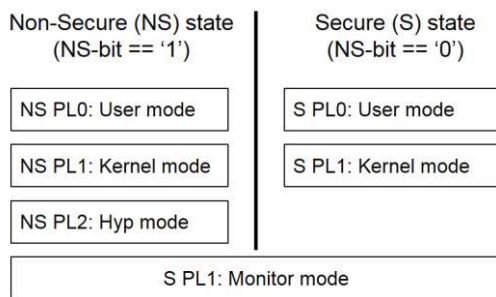 Non-Secure (NS) state
(NS-bit == ‘1’)
Secure (S) state
(NS-bit == ‘0’)
NS PL0: User mode
S PL0: User mode
NS PL1: Kernel mode
S PL1: Kernel mode
NS PL2: Hyp mode
S PL1: Monitor mode